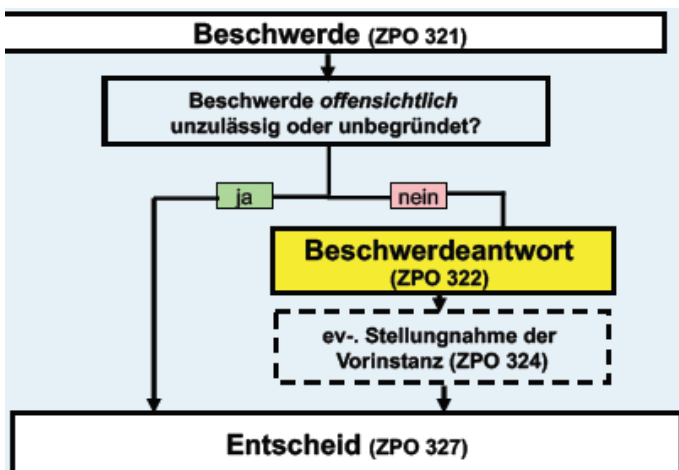 Beschwerde (ZPO 321)
Beschwerde offensichtlich
unzulässig oder unbegründet?
ja
nein
Beschwerdeantwort
(ZPO 322)
ev-. Stellungnahme der
Vorinstanz (ZPO 324)
Entscheid (ZPO 327)